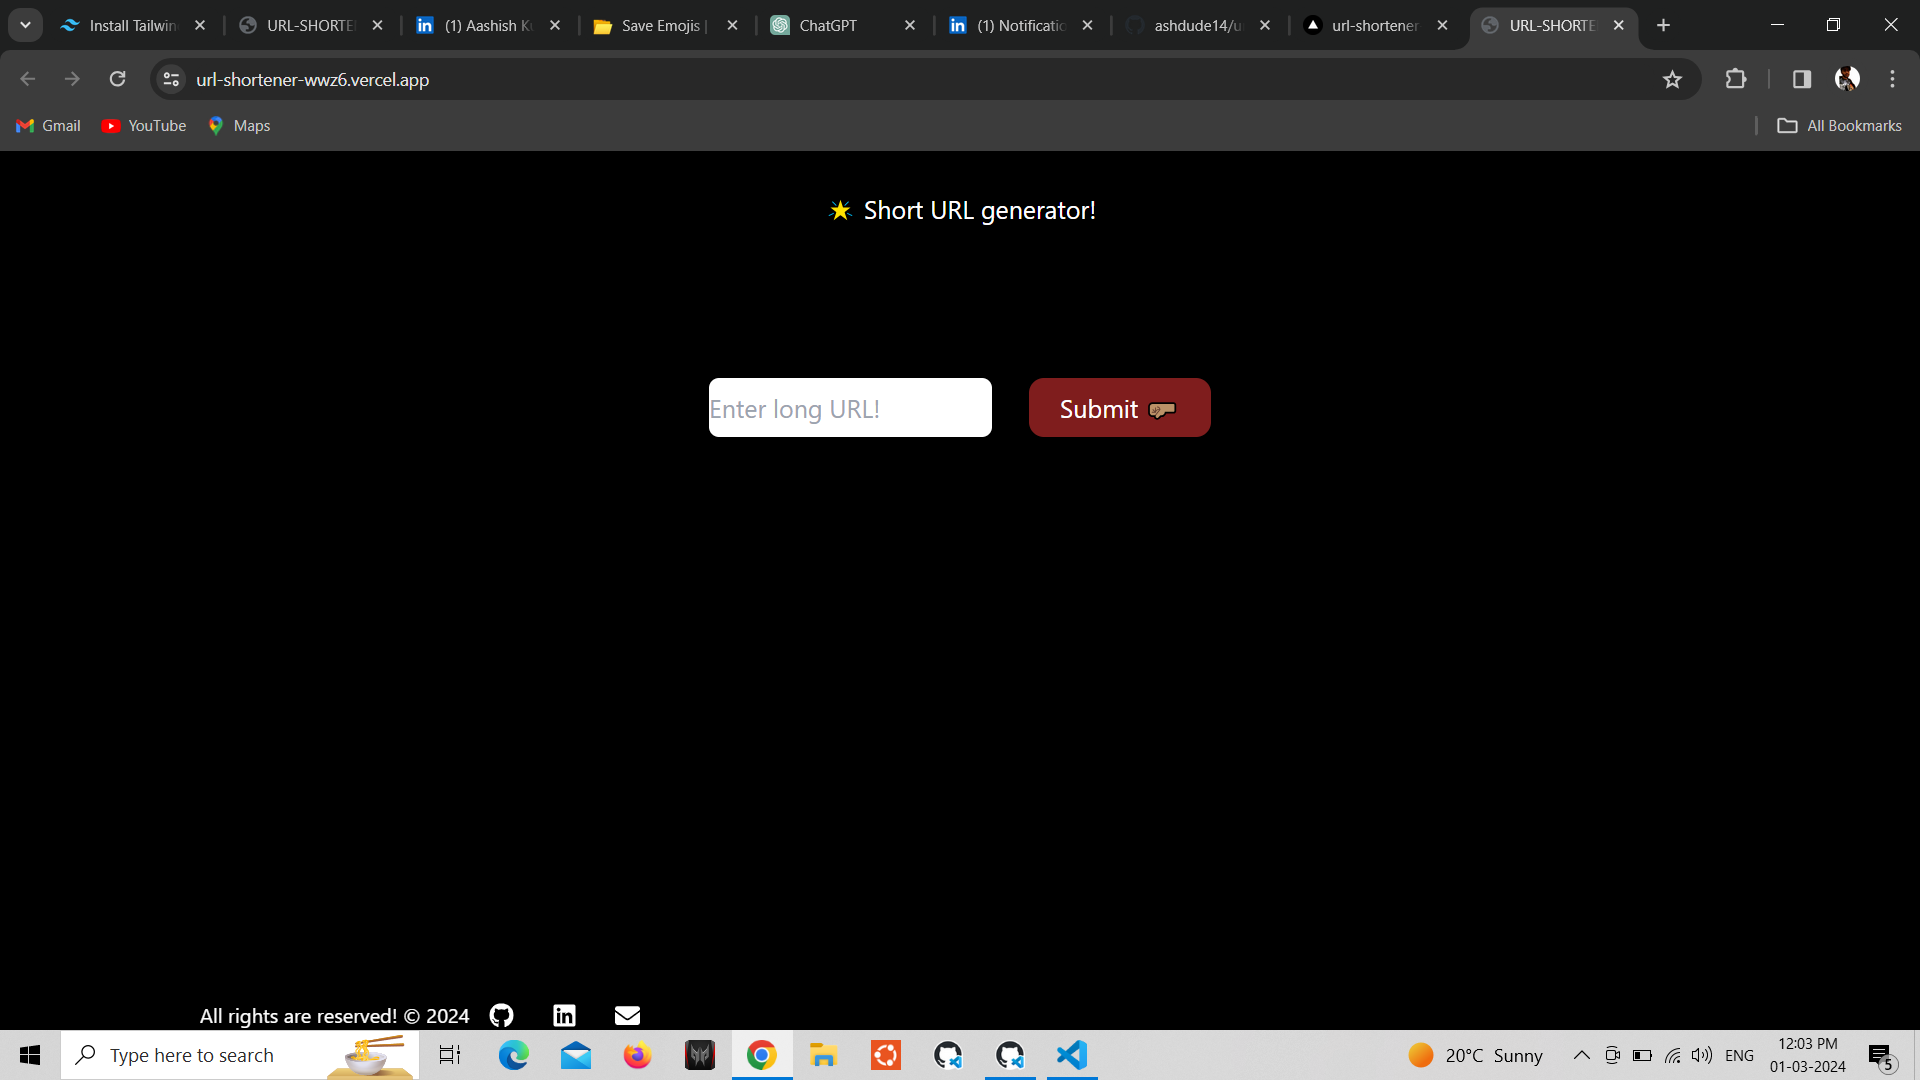 Install Tailwin
URL-SHORTE
(1) Aashish K
Save Emojis |
ChatGPT
(1) Notificatio
ashdude14/u
url-shortener
URL-SHORTE
url-shortener-wwz6.vercel.app
Gmail
YouTube
Maps
All Bookmarks
Short URL generator!
Enter long URL!
Submit
All rights are reserved! © 2024
Type here to search
20°C Sunny
ENG
12:03 PM
01-03-2024
5